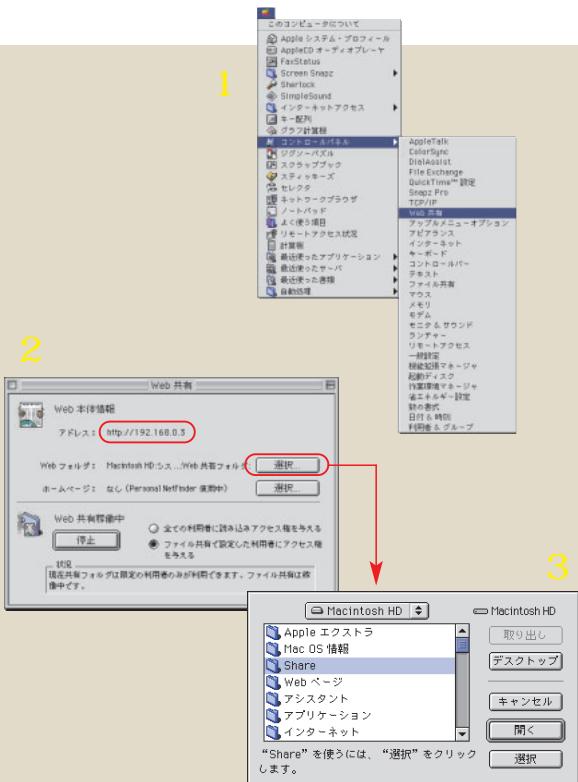 1
このコンピュータについて
Apple システム・プロフィール
AppleCD オーディオプレーヤ
FaxStatus
Screen Snapz
Sherlock
SimpleSound
インターネットアクセス
キー配列
グラフ計算機
コントロールパネル
ジグソーパズル
スクラップブック
スティッキーズ
セレクタ
ネットワークブラウザ
ノートパッド
よく使う項目
リモートアクセス状況
計算機
最近使ったアプリケーション
最近使ったサーバ
最近使った書類
自動処理
AppleTalk
ColorSync
DialAssist
File Exchange
QuickTime™ 設定
Snapz Pro
TCP/IP
Web 共有
アップルメニューオプション
アピアランス
インターネット
キーボード
コントロールバー
テキスト
ファイル共有
マウス
メモリ
モデム
モニタ & サウンド
ランチャー
リモートアクセス
一般設定
機能拡張マネージャ
起動ディスク
作業環境マネージャ
省エネルギー設定
数の書式
日付 & 時刻
利用者 & グループ
2
Web 共有
Web 本体情報
アドレス： http://192.168.0.3
Web フォルダ： Macintosh HD:シス...:Web 共有フォルダ: 選択...
ホームページ： なし (Personal NetFinder 使用中) 選択...
Web 共有稼働中
停止
全ての利用者に読み込みアクセス権を与える
ファイル共有で設定した利用者にアクセス権
を与える
状況
現在共有フォルダは限定の利用者のみが利用できます。ファイル共有は稼
働中です。
3
Macintosh HD
Macintosh HD
Apple エクストラ
Mac OS 情報
Share
Web ページ
アシスタント
アプリケーション
インターネット
取り出し
デスクトップ
キャンセル
開く
選択
“Share” を使うには、“選択” をクリック
します。